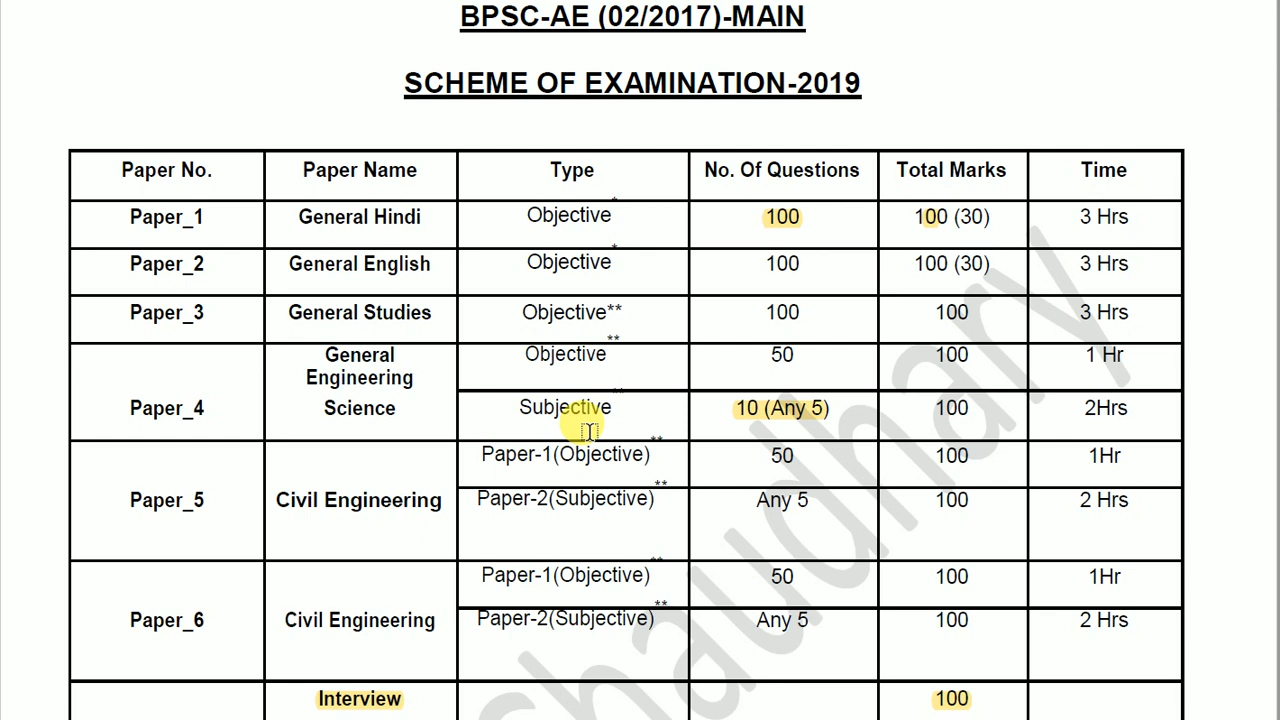 BPSC-AE (02/2017)-MAIN
SCHEME OF EXAMINATION-2019
Paper No. Paper Name Type No. Of Questions Total Marks Time
Paper_1 General Hindi Objective* 100 100 (30) 3 Hrs
Paper_2 General English Objective* 100 100 (30) 3 Hrs
Paper_3 General Studies Objective** 100 100 3 Hrs
General Objective** 50 100 1 Hr
Engineering
Paper_4 Science Subjective** 10 (Any 5) 100 2Hrs
Paper-1(Objective)** 50 100 1Hr
Paper_5 Civil Engineering Paper-2(Subjective)** Any 5 100 2 Hrs
Paper-1(Objective)** 50 100 1Hr
Paper_6 Civil Engineering Paper-2(Subjective)** Any 5 100 2 Hrs
Interview 100